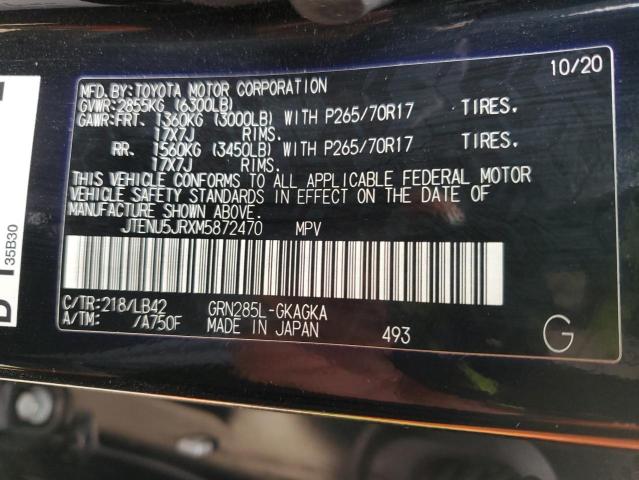 MFD.BY:TOYOTA MOTOR CORPORATION 10/20
GVWR:2855KG (6300LB)
GAWR:FRT. 1360KG (3000LB) WITH P265/70R17 TIRES.
17X7J RIMS.
RR. 1560KG (3450LB) WITH P265/70R17 TIRES.
17X7J RIMS.
THIS VEHICLE CONFORMS TO ALL APPLICABLE FEDERAL MOTOR
VEHICLE SAFETY STANDARDS IN EFFECT ON THE DATE OF
MANUFACTURE SHOWN ABOVE.
JTENU5JRXM5872470 MPV
C/TR:218/LB42 GRN285L-GKAGKA
A/TM: /A750F MADE IN JAPAN 493
G
35B30